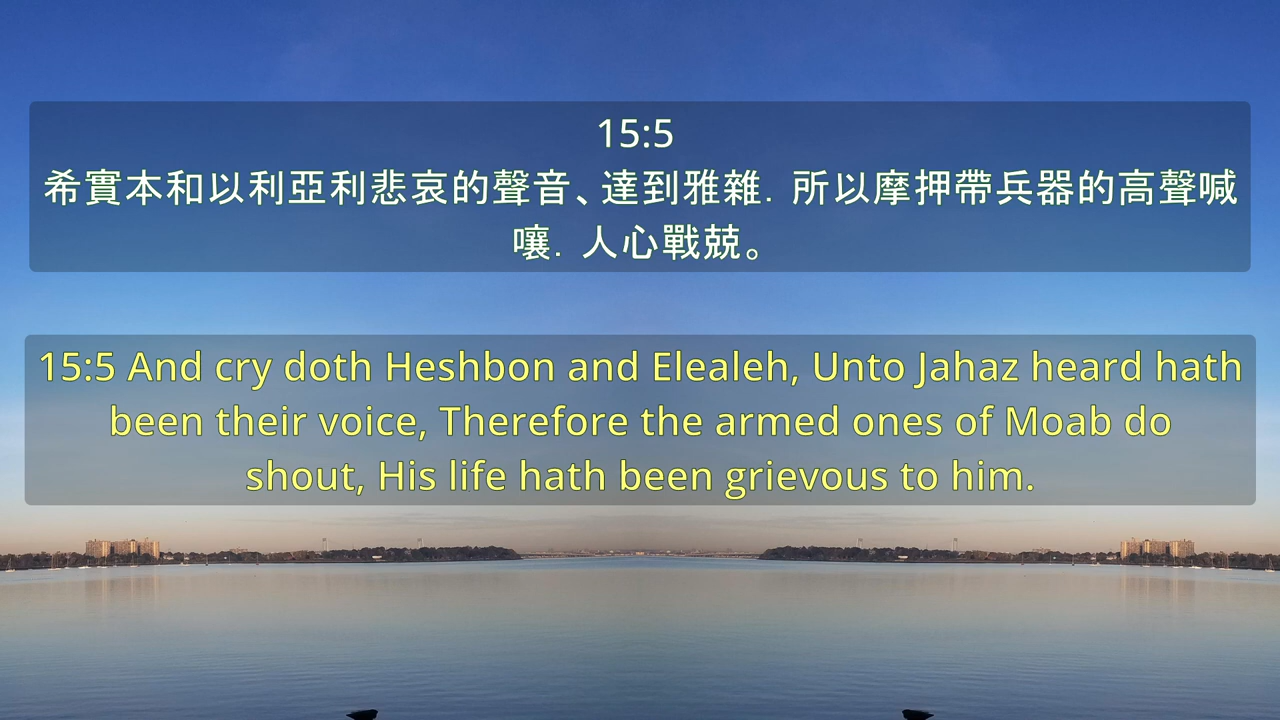 15:5
希實本和以利亞利悲哀的聲音、達到雅雜．所以摩押帶兵器的高聲喊
嚷．人心戰兢。
15:5 And cry doth Heshbon and Elealeh, Unto Jahaz heard hath
been their voice, Therefore the armed ones of Moab do
shout, His life hath been grievous to him.